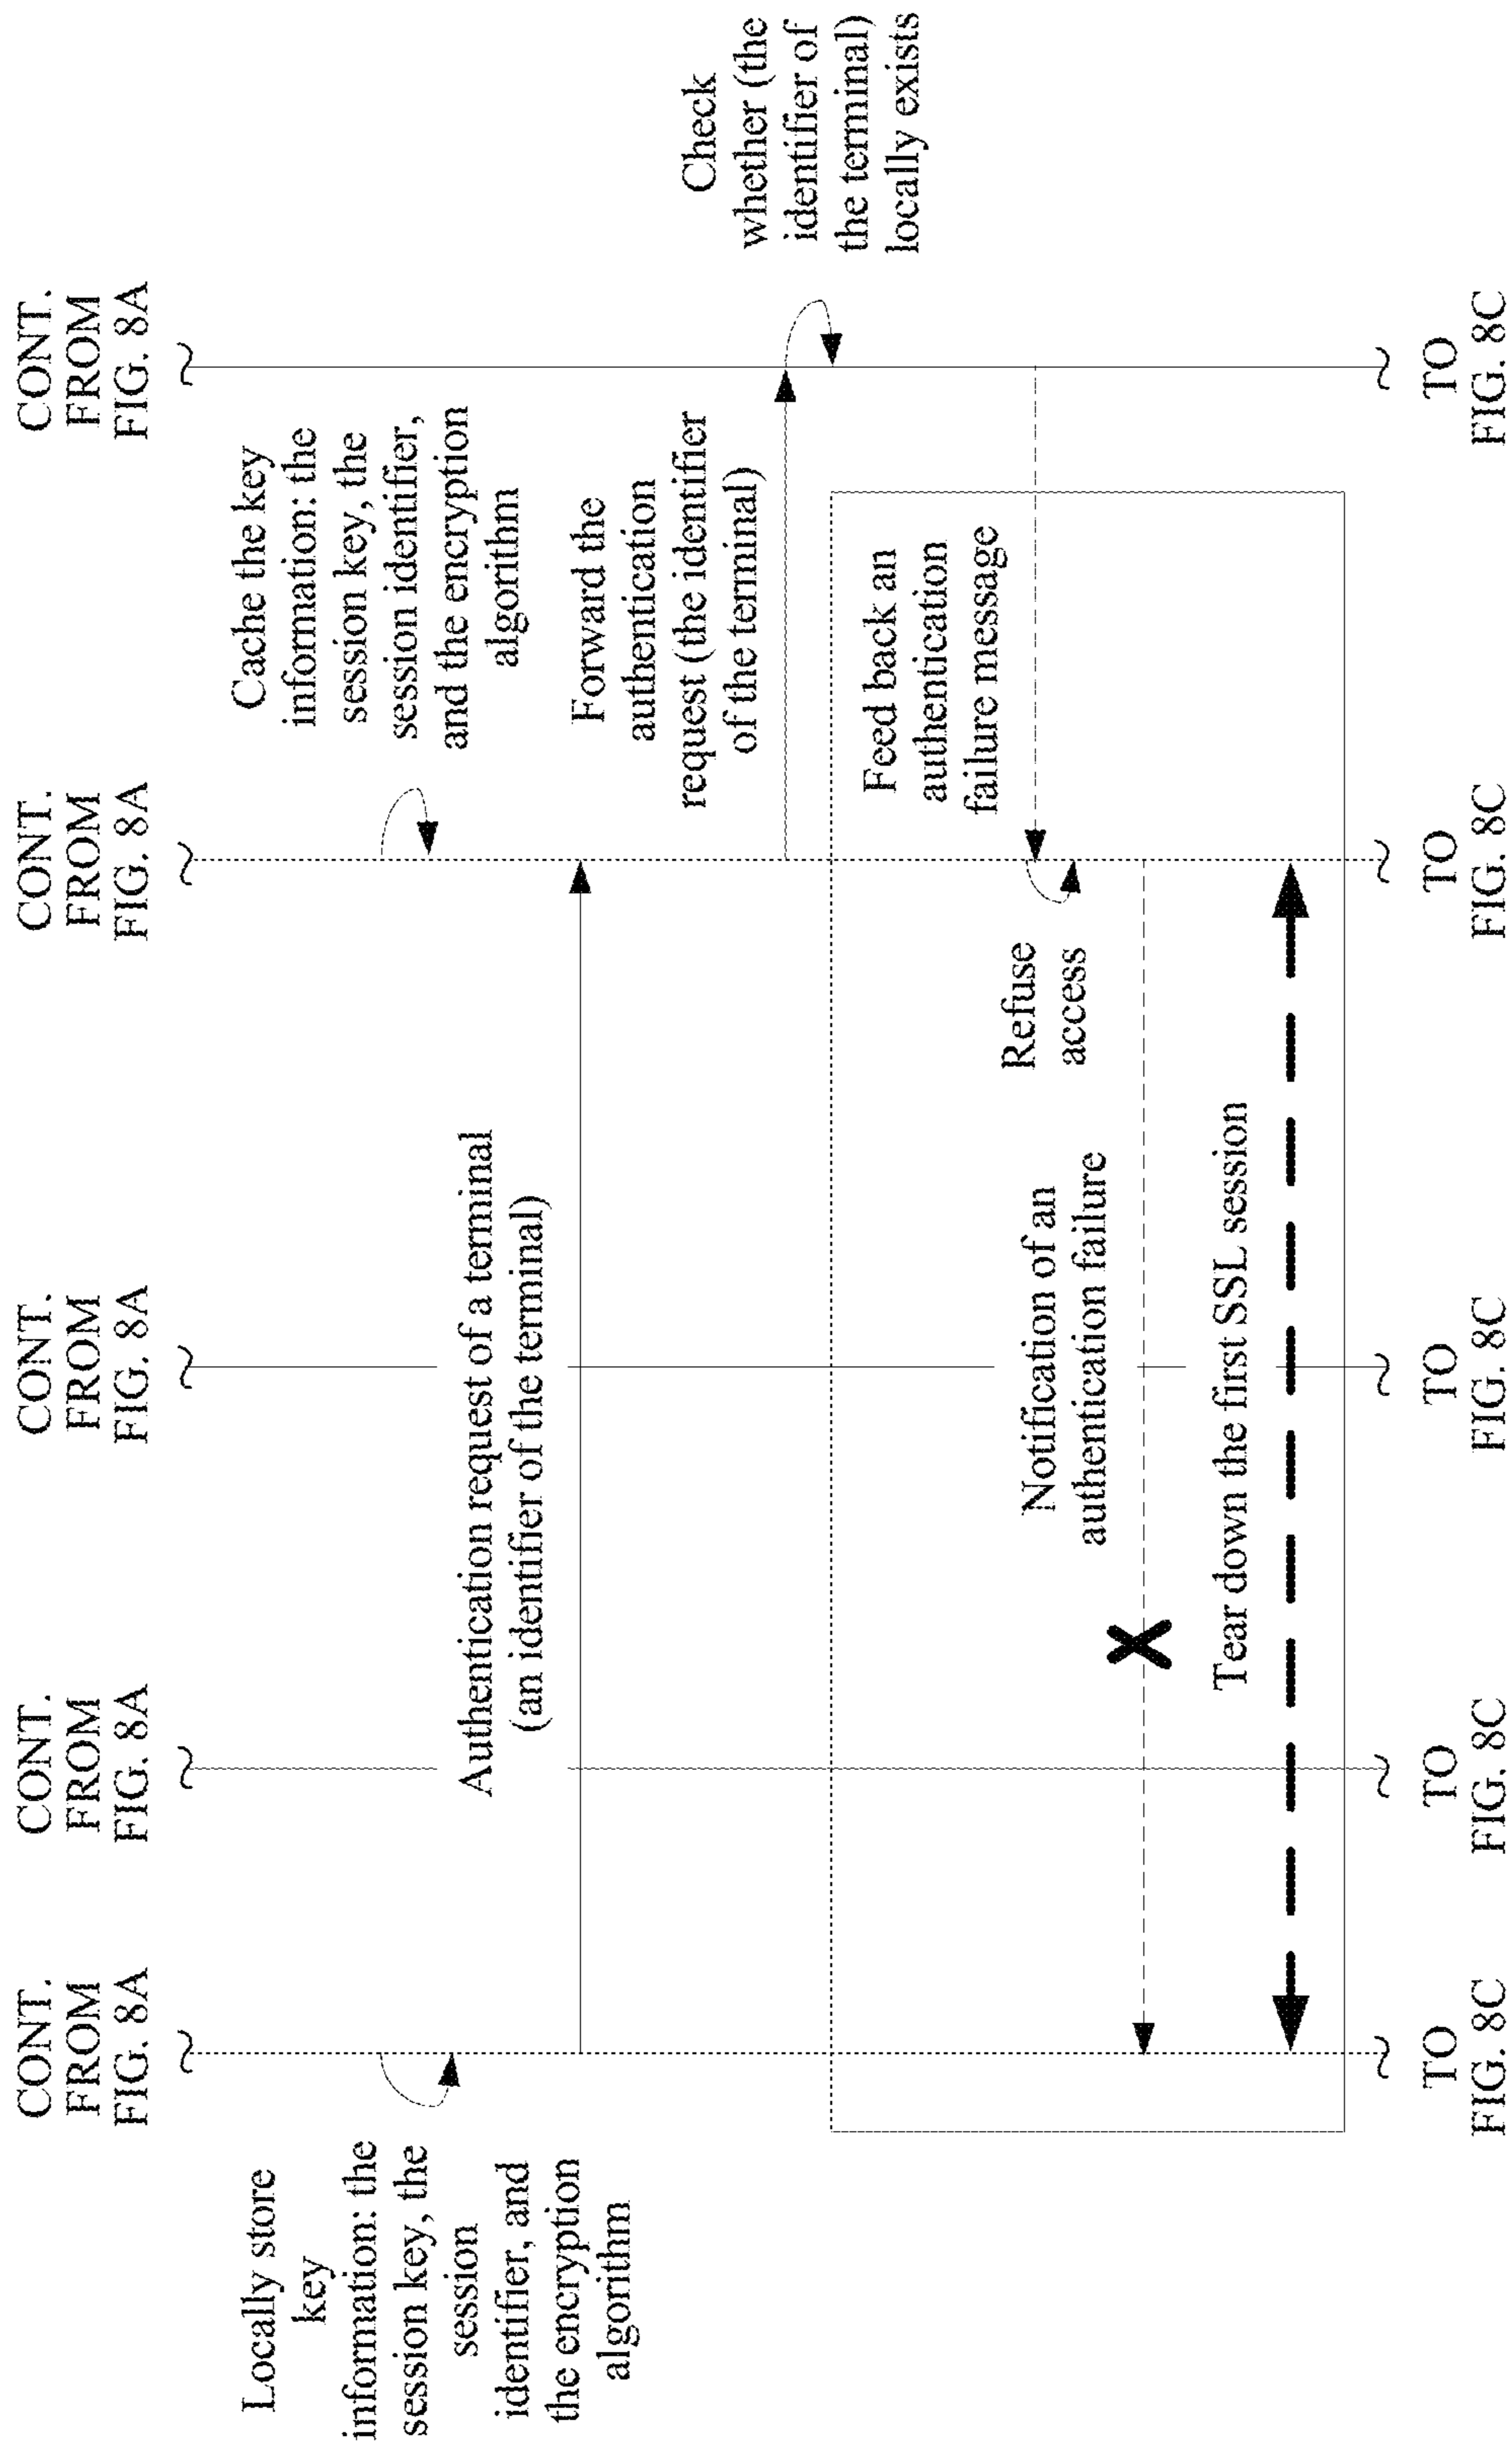 CONT.
FROM
FIG. 8A
CONT.
FROM
FIG. 8A
CONT.
FROM
FIG. 8A
CONT.
FROM
FIG. 8A
CONT.
FROM
FIG. 8A
Locally store
key
information: the
session key, the
session
identifier, and
the encryption
algorithm
Cache the key
information: the
session key, the
session identifier,
and the encryption
algorithm
Authentication request of a terminal
(an identifier of the terminal)
Forward the
authentication
request (the identifier
of the terminal)
Check
whether (the
identifier of
the terminal)
locally exists
Feed back an
authentication
failure message
Refuse
access
Notification of an
authentication failure
Tear down the first SSL session
TO
FIG. 8C
TO
FIG. 8C
TO
FIG. 8C
TO
FIG. 8C
TO
FIG. 8C